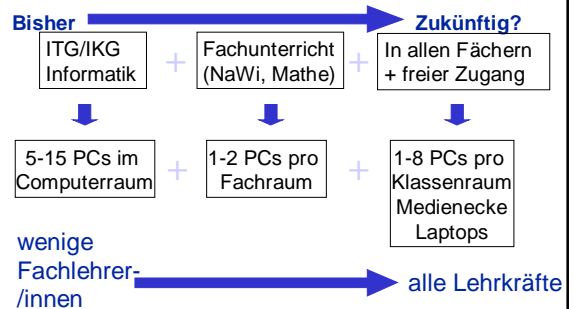 Bisher
Zukünftig?
ITG/IKG
Informatik
+
Fachunterricht
(NaWi, Mathe)
+
In allen Fächern
+ freier Zugang
5-15 PCs im
Computerraum
+
1-2 PCs pro
Fachraum
+
1-8 PCs pro
Klassenraum
Medienecke
Laptops
wenige
Fachlehrer-
/innen
alle Lehrkräfte